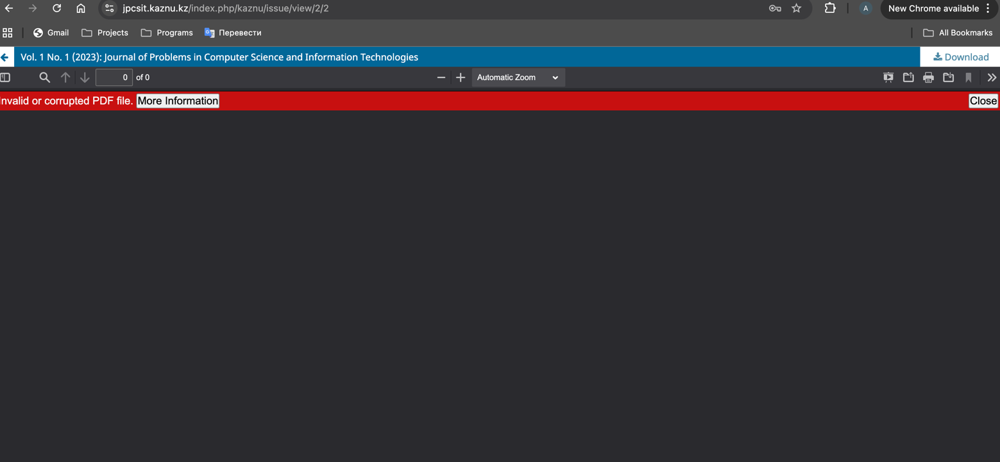 jpcsit.kaznu.kz/index.php/kaznu/issue/view/2/2
A
New Chrome available
Gmail
Projects
Programs
Перевести
All Bookmarks
Vol. 1 No. 1 (2023): Journal of Problems in Computer Science and Information Technologies
Download
0 of 0
Automatic Zoom
nvalid or corrupted PDF file. More Information
Close